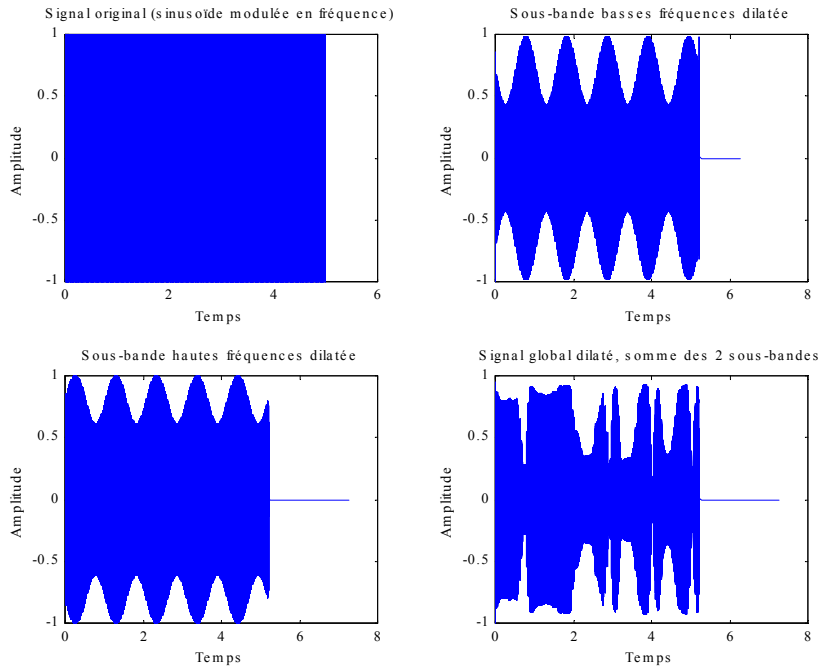 Signal original (sinusoïde modulée en fréquence)
1
0.5
0
-0.5
-1
Amplitude
0 2 4 6
Temps
Sous-bande basses fréquences dilatée
1
0.5
0
-0.5
-1
Amplitude
0 2 4 6 8
Temps
Sous-bande hautes fréquences dilatée
1
0.5
0
-0.5
-1
Amplitude
0 2 4 6 8
Temps
Signal global dilaté, somme des 2 sous-bandes
1
0.5
0
-0.5
-1
Amplitude
0 2 4 6 8
Temps